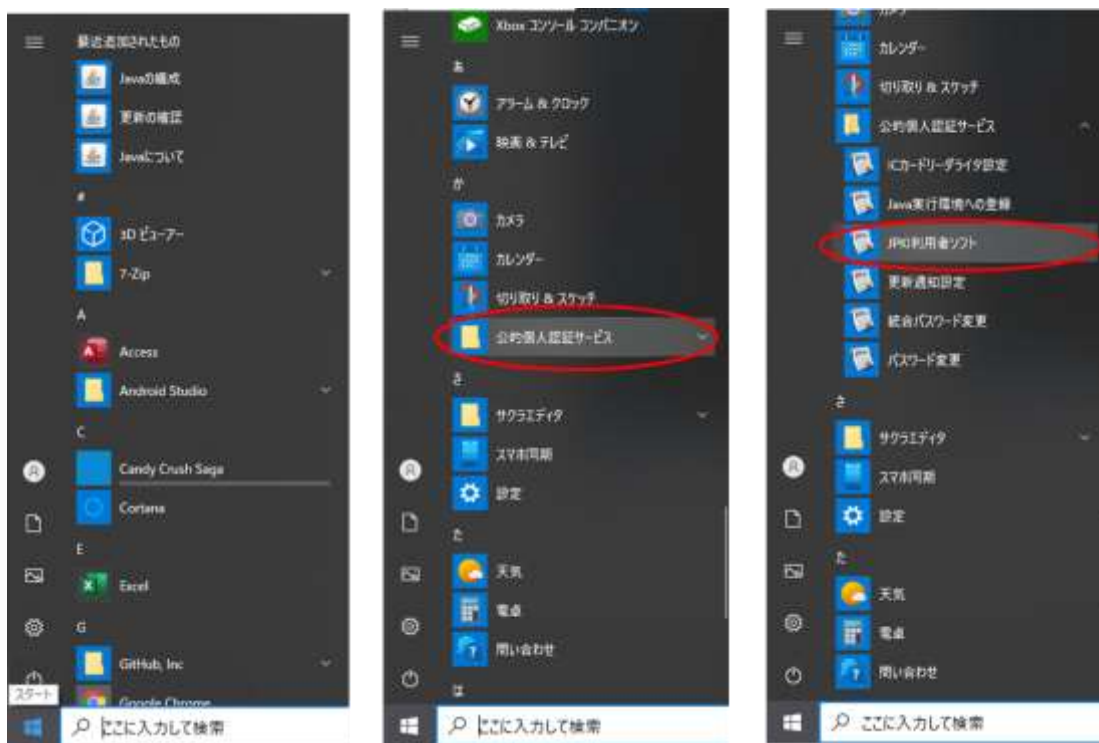 最近追加されたもの
Javaの構成
更新の確認
Javaについて
#
3D ビューアー
7-Zip
A
Access
Android Studio
C
Candy Crush Saga
Cortana
E
Excel
G
GitHub, Inc
Google Chrome
スタート
ここに入力して検索
Xbox コンソール コンパニオン
あ
アラーム & クロック
映画 & テレビ
か
カメラ
カレンダー
切り取り & スケッチ
公的個人認証サービス
さ
サクラエディタ
スマホ同期
設定
た
天気
電卓
問い合わせ
は
ここに入力して検索
カメラ
カレンダー
切り取り & スケッチ
公的個人認証サービス
ICカードリーダライタ設定
Java実行環境への登録
JPKI利用者ソフト
更新通知設定
統合パスワード変更
パスワード変更
さ
サクラエディタ
スマホ同期
設定
た
天気
電卓
問い合わせ
ここに入力して検索